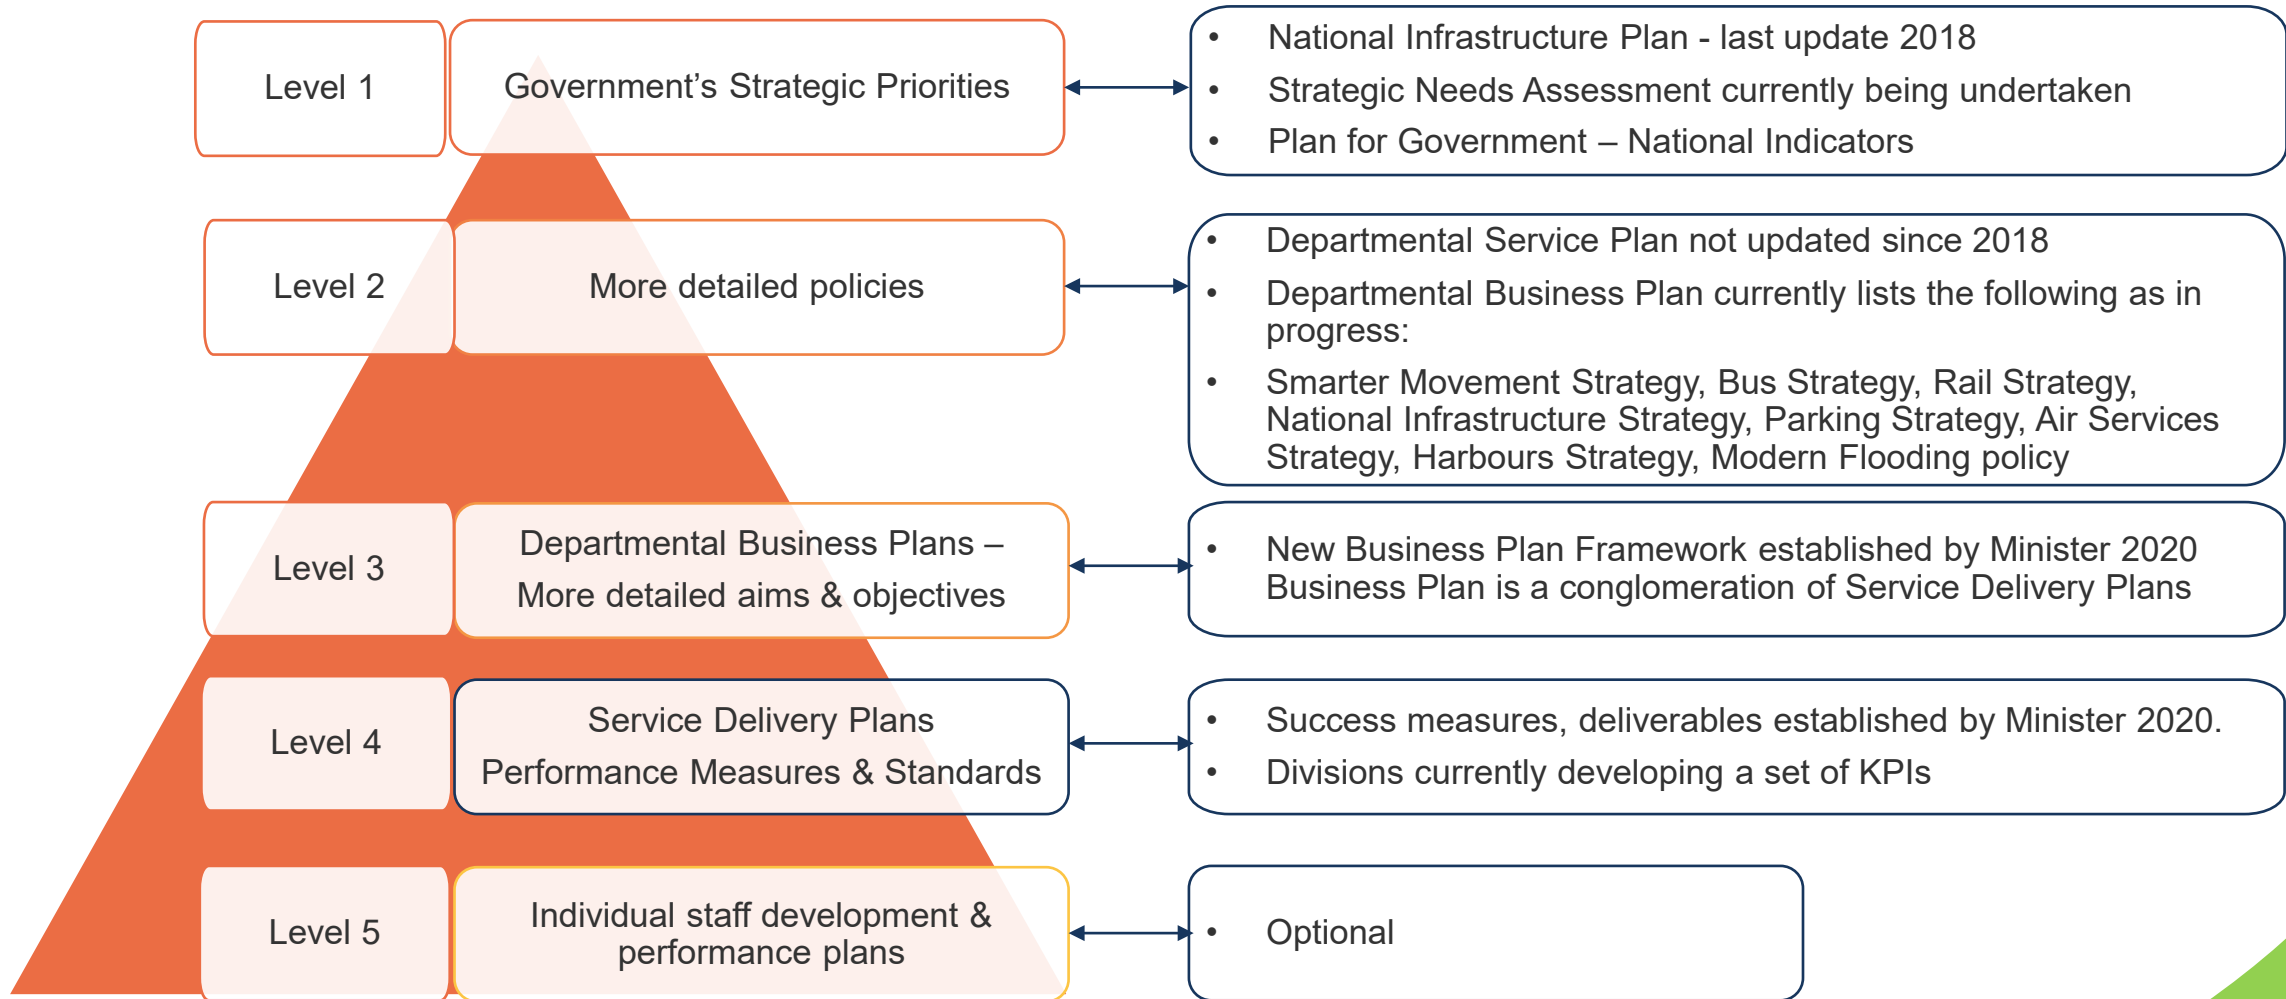 Level 1
Government’s Strategic Priorities
• National Infrastructure Plan - last update 2018
• Strategic Needs Assessment currently being undertaken
• Plan for Government – National Indicators
Level 2
More detailed policies
• Departmental Service Plan not updated since 2018
• Departmental Business Plan currently lists the following as in
progress:
• Smarter Movement Strategy, Bus Strategy, Rail Strategy,
National Infrastructure Strategy, Parking Strategy, Air Services
Strategy, Harbours Strategy, Modern Flooding policy
Level 3
Departmental Business Plans –
More detailed aims & objectives
• New Business Plan Framework established by Minister 2020
Business Plan is a conglomeration of Service Delivery Plans
Level 4
Service Delivery Plans
Performance Measures & Standards
• Success measures, deliverables established by Minister 2020.
• Divisions currently developing a set of KPIs
Level 5
Individual staff development &
performance plans
• Optional